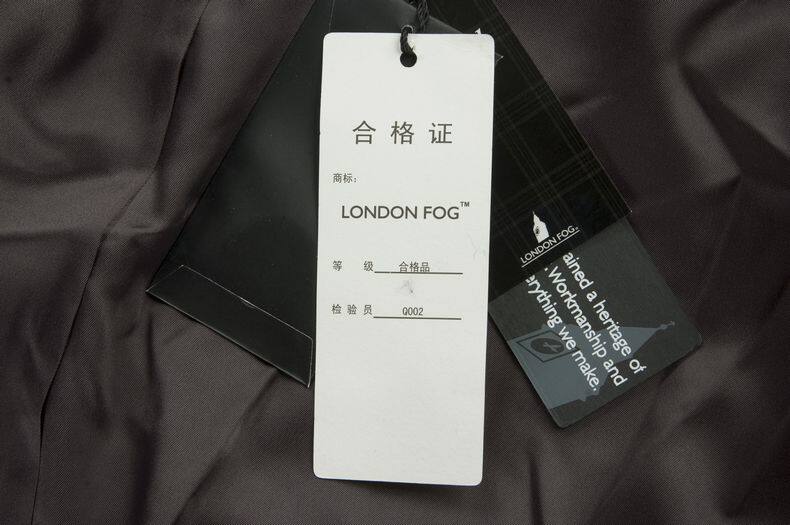 合格证
商标:
LONDON FOG™
等 级 合格品
检验员 Q002
LONDON FOG
ained a heritage of
Workmanship and
erything we make.